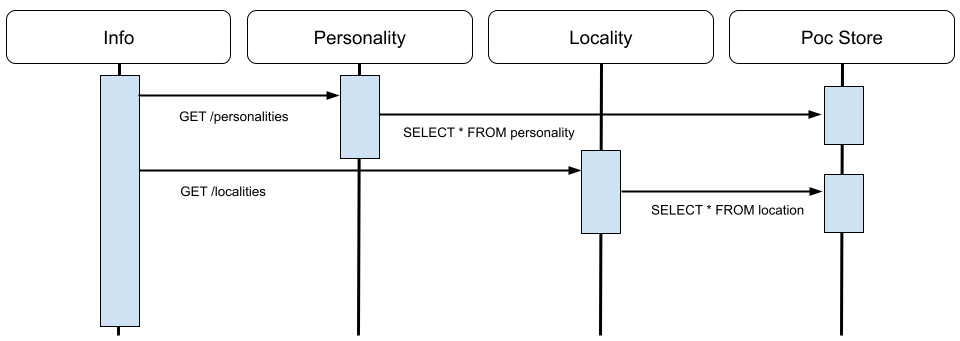 Info
Personality
Locality
Poc Store
GET /personalities
SELECT * FROM personality
GET /localities
SELECT * FROM location